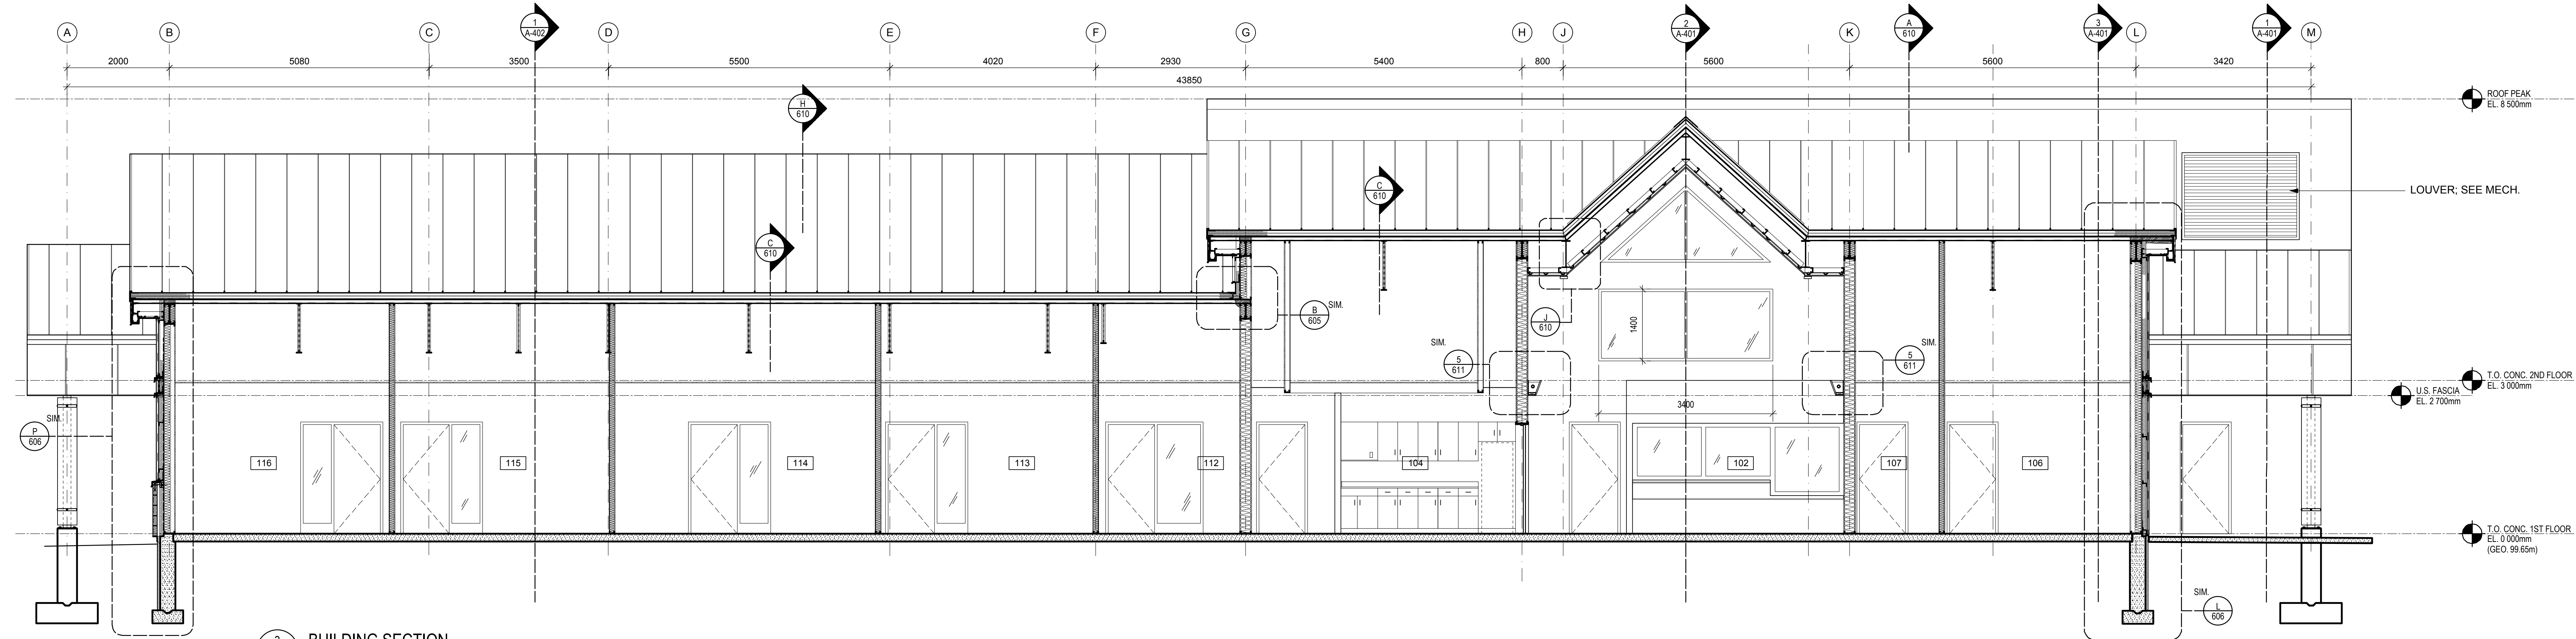 A
B
C
1
A-402
D
E
F
G
H
J
2
A-401
K
A
610
3
A-401
L
1
A-401
M
2000
5080
3500
5500
4020
2930
5400
800
5600
5600
3420
43850
ROOF PEAK
EL. 8 500mm
H
610
C
610
LOUVER; SEE MECH.
C
610
SIM.
B
605
J
610
1400
SIM.
5
611
SIM.
5
611
T.O. CONC. 2ND FLOOR
EL. 3 000mm
U.S. FASCIA
EL. 2 700mm
3400
SIM.
P
606
116
115
114
113
112
104
102
107
106
T.O. CONC. 1ST FLOOR
EL. 0 000mm
(GEO. 99.65m)
SIM.
L
606
BUILDING SECTION